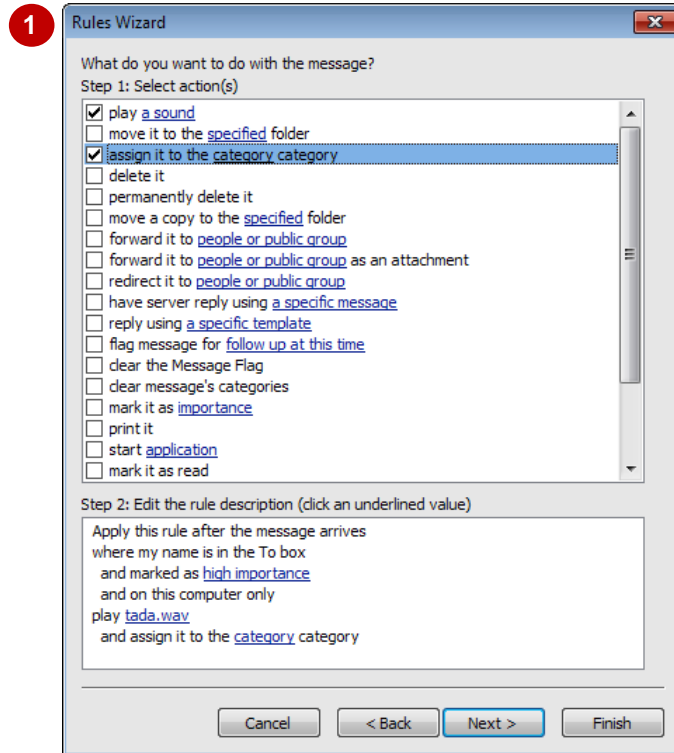 1
Rules Wizard
What do you want to do with the message?
Step 1: Select action(s)
play a sound
move it to the specified folder
assign it to the category category
delete it
permanently delete it
move a copy to the specified folder
forward it to people or public group
forward it to people or public group as an attachment
redirect it to people or public group
have server reply using a specific message
reply using a specific template
flag message for follow up at this time
clear the Message Flag
clear message's categories
mark it as importance
print it
start application
mark it as read
Step 2: Edit the rule description (click an underlined value)
Apply this rule after the message arrives
where my name is in the To box
and marked as high importance
and on this computer only
play tada.wav
and assign it to the category category
Cancel < Back Next > Finish